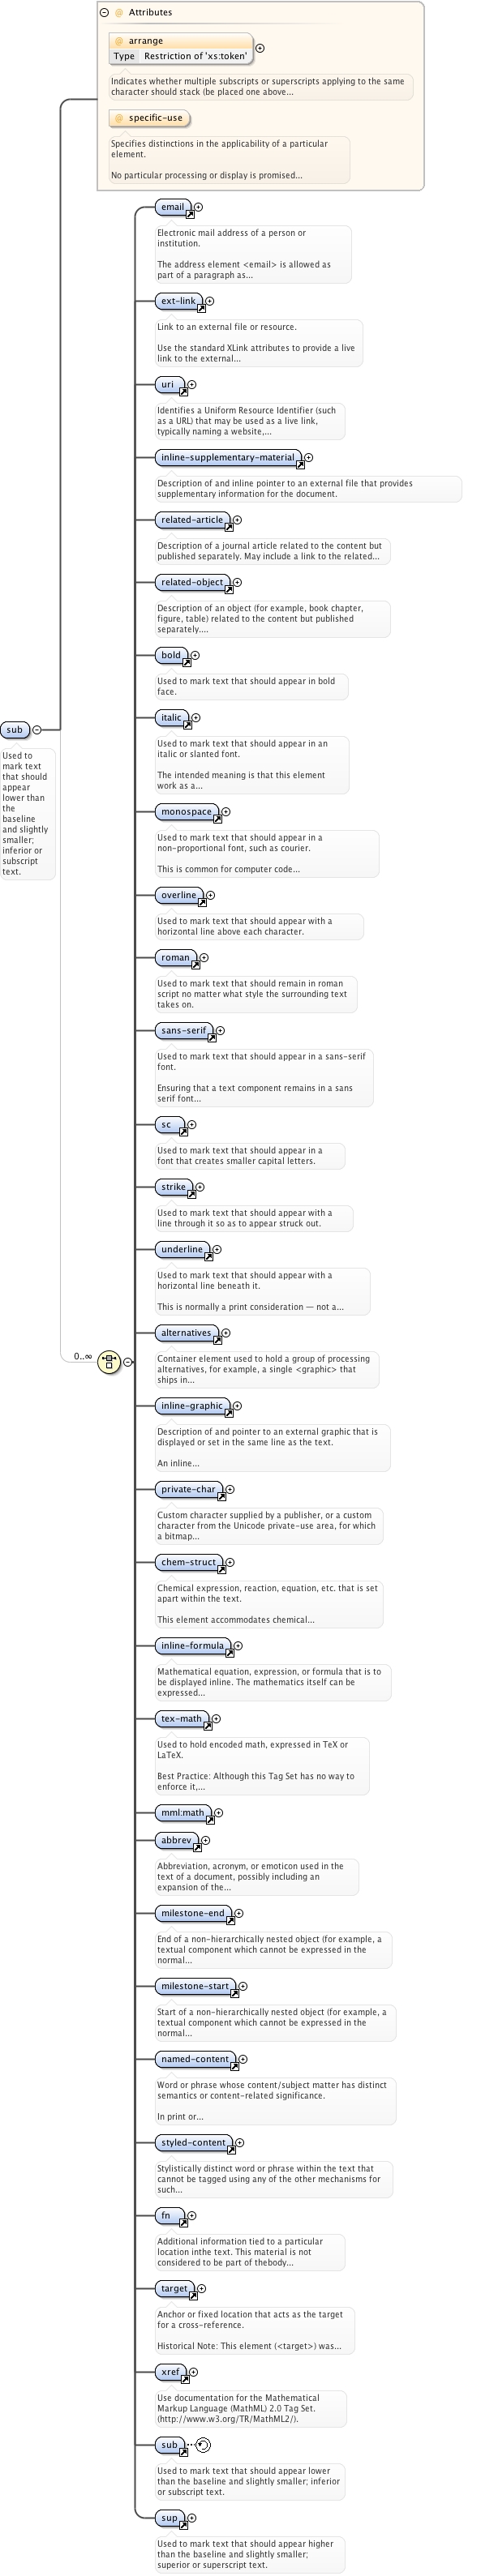 Attributes
arrange
Type Restriction of 'xs:token'
Indicates whether multiple subscripts or superscripts applying to the same
character should stack (be placed one above...
specific-use
Specifies distinctions in the applicability of a particular
element.
No particular processing or display is promised...
email
Electronic mail address of a person or
institution.
The address element <email> is allowed as
part of a paragraph as...
ext-link
Link to an external file or resource.
Use the standard XLink attributes to provide a live
link to the external...
uri
Identifies a Uniform Resource Identifier (such
as a URL) that may be used as a live link,
typically naming a website,...
inline-supplementary-material
Description of and inline pointer to an external file that provides
supplementary information for the document.
related-article
Description of a journal article related to the content but
published separately. May include a link to the related...
related-object
Description of an object (for example, book chapter,
figure, table) related to the content but published
separately....
bold
Used to mark text that should appear in bold
face.
italic
Used to mark text that should appear in an
italic or slanted font.
The intended meaning is that this element
work as a...
sub
Used to
mark text
that should
appear
lower than
the
baseline
and slightly
smaller;
inferior or
subscript
text.
monospace
Used to mark text that should appear in a
non-proportional font, such as courier.
This is common for computer code...
overline
Used to mark text that should appear with a
horizontal line above each character.
roman
Used to mark text that should remain in roman
script no matter what style the surrounding text
takes on.
sans-serif
Used to mark text that should appear in a sans-serif
font.
Ensuring that a text component remains in a sans
serif font...
sc
Used to mark text that should appear in a
font that creates smaller capital letters.
strike
Used to mark text that should appear with a
line through it so as to appear struck out.
underline
Used to mark text that should appear with a
horizontal line beneath it.
This is normally a print consideration — not a...
alternatives
0..∞
Container element used to hold a group of processing
alternatives, for example, a single <graphic> that
ships in...
inline-graphic
Description of and pointer to an external graphic that is
displayed or set in the same line as the text.
An inline...
private-char
Custom character supplied by a publisher, or a custom
character from the Unicode private-use area, for which
a bitmap...
chem-struct
Chemical expression, reaction, equation, etc. that is set
apart within the text.
This element accommodates chemical...
inline-formula
Mathematical equation, expression, or formula that is to
be displayed inline. The mathematics itself can be
expressed...
tex-math
Used to hold encoded math, expressed in TeX or
LaTeX.
Best Practice: Although this Tag Set has no way to
enforce it,...
mml:math
abbrev
Abbreviation, acronym, or emoticon used in the
text of a document, possibly including an
expansion of the...
milestone-end
End of a non-hierarchically nested object (for example, a
textual component which cannot be expressed in the
normal...
milestone-start
Start of a non-hierarchically nested object (for example, a
textual component which cannot be expressed in the
normal...
named-content
Word or phrase whose content/subject matter has distinct
semantics or content-related significance.
In print or...
styled-content
Stylistically distinct word or phrase within the text that
cannot be tagged using any of the other mechanisms for
such...
fn
Additional information tied to a particular
location inthe text. This material is not
considered to be part of thebody...
target
Anchor or fixed location that acts as the target
for a cross-reference.
Historical Note: This element (<target>) was...
xref
Use documentation for the Mathematical
Markup Language (MathML) 2.0 Tag Set.
(http://www.w3.org/TR/MathML2/).
sub
Used to mark text that should appear lower
than the baseline and slightly smaller; inferior
or subscript text.
sup
Used to mark text that should appear higher
than the baseline and slightly smaller;
superior or superscript text.